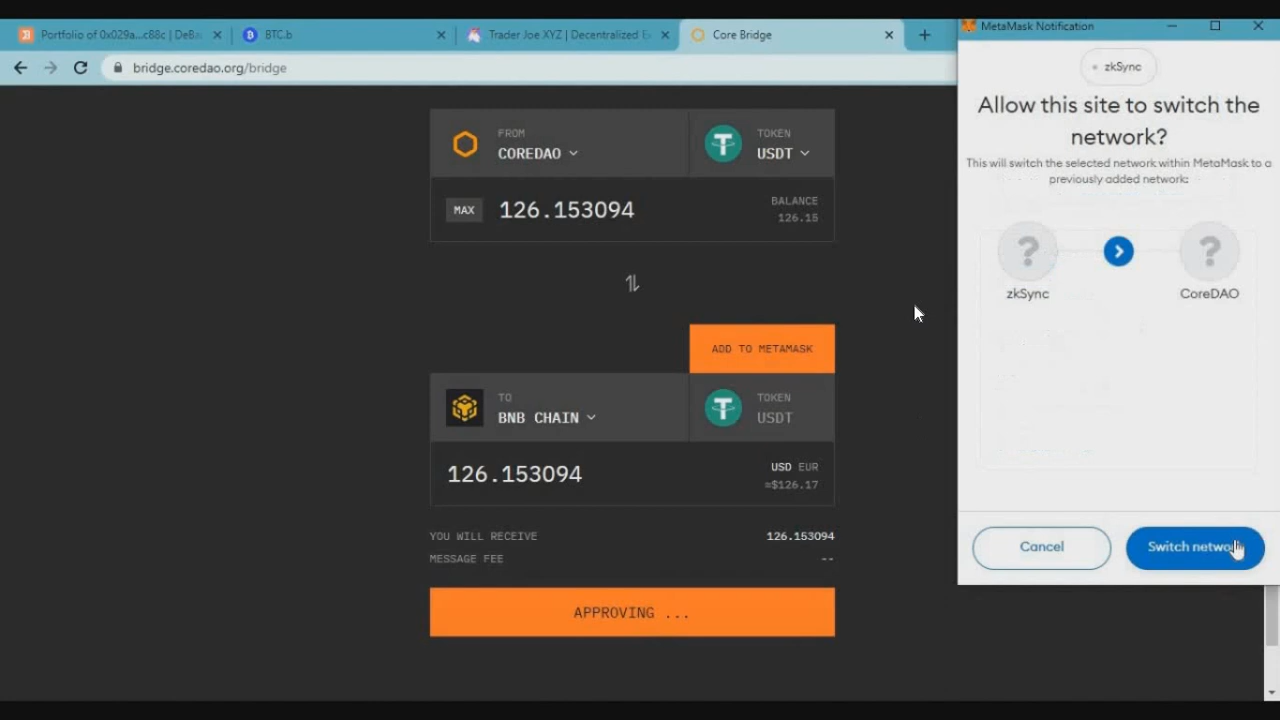 Portfolio of 0x029a...c88c | DeBa
BTC.b
Trader Joe XYZ | Decentralized E
Core Bridge
bridge.coredao.org/bridge
FROM
COREDAO
TOKEN
USDT
MAX
126.153094
BALANCE
126.15
ADD TO METAMASK
TO
BNB CHAIN
TOKEN
USDT
126.153094
USD EUR
≈$126.17
YOU WILL RECEIVE 126.153094
MESSAGE FEE --
APPROVING ...
MetaMask Notification
zkSync
Allow this site to switch the
network?
This will switch the selected network within MetaMask to a
previously added network:
zkSync
CoreDAO
Cancel
Switch network